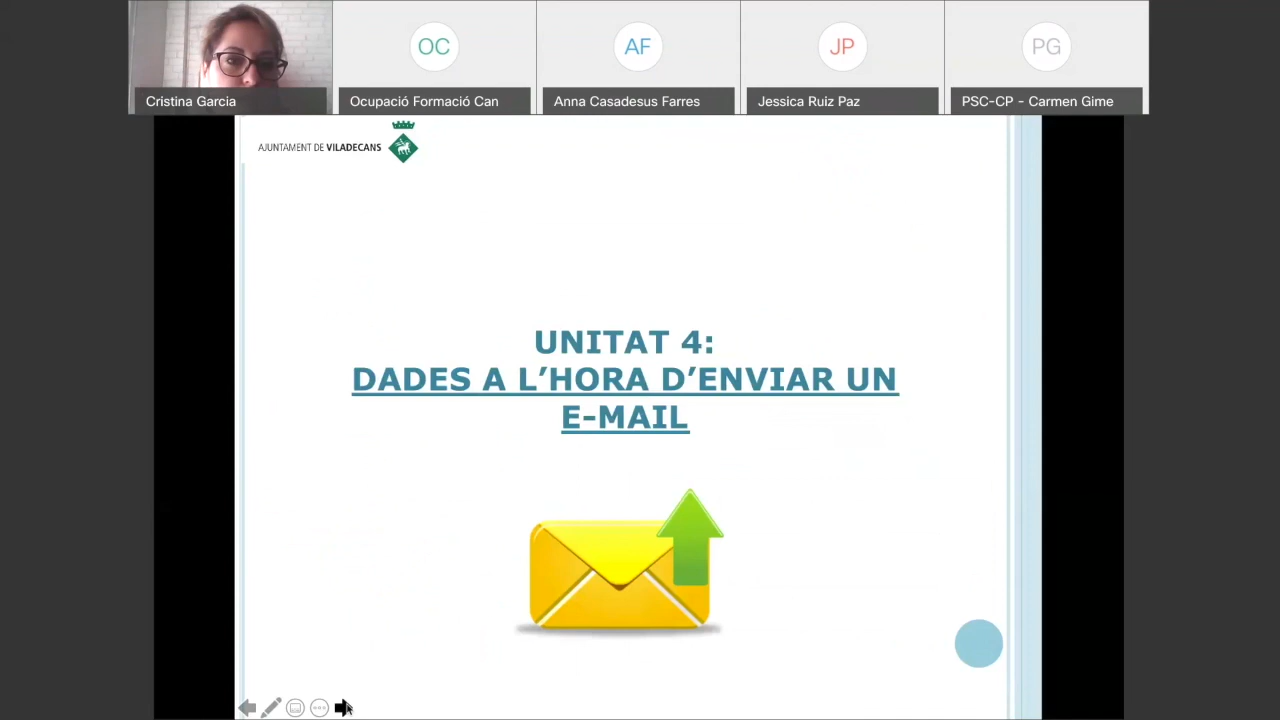 OC
AF
JP
PG
Cristina Garcia
Ocupació Formació Can
Anna Casadesus Farres
Jessica Ruiz Paz
PSC-CP - Carmen Gime
AJUNTAMENT DE VILADECANS
UNITAT 4:
DADES A L’HORA D’ENVIAR UN
E-MAIL